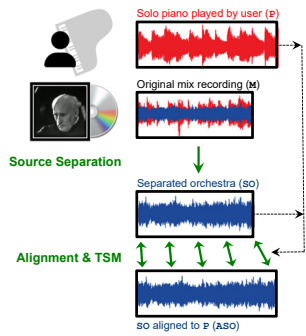 Solo piano played by user (P)
Original mix recording (M)
Source Separation
Separated orchestra (SO)
Alignment & TSM
SO aligned to P (ASO)